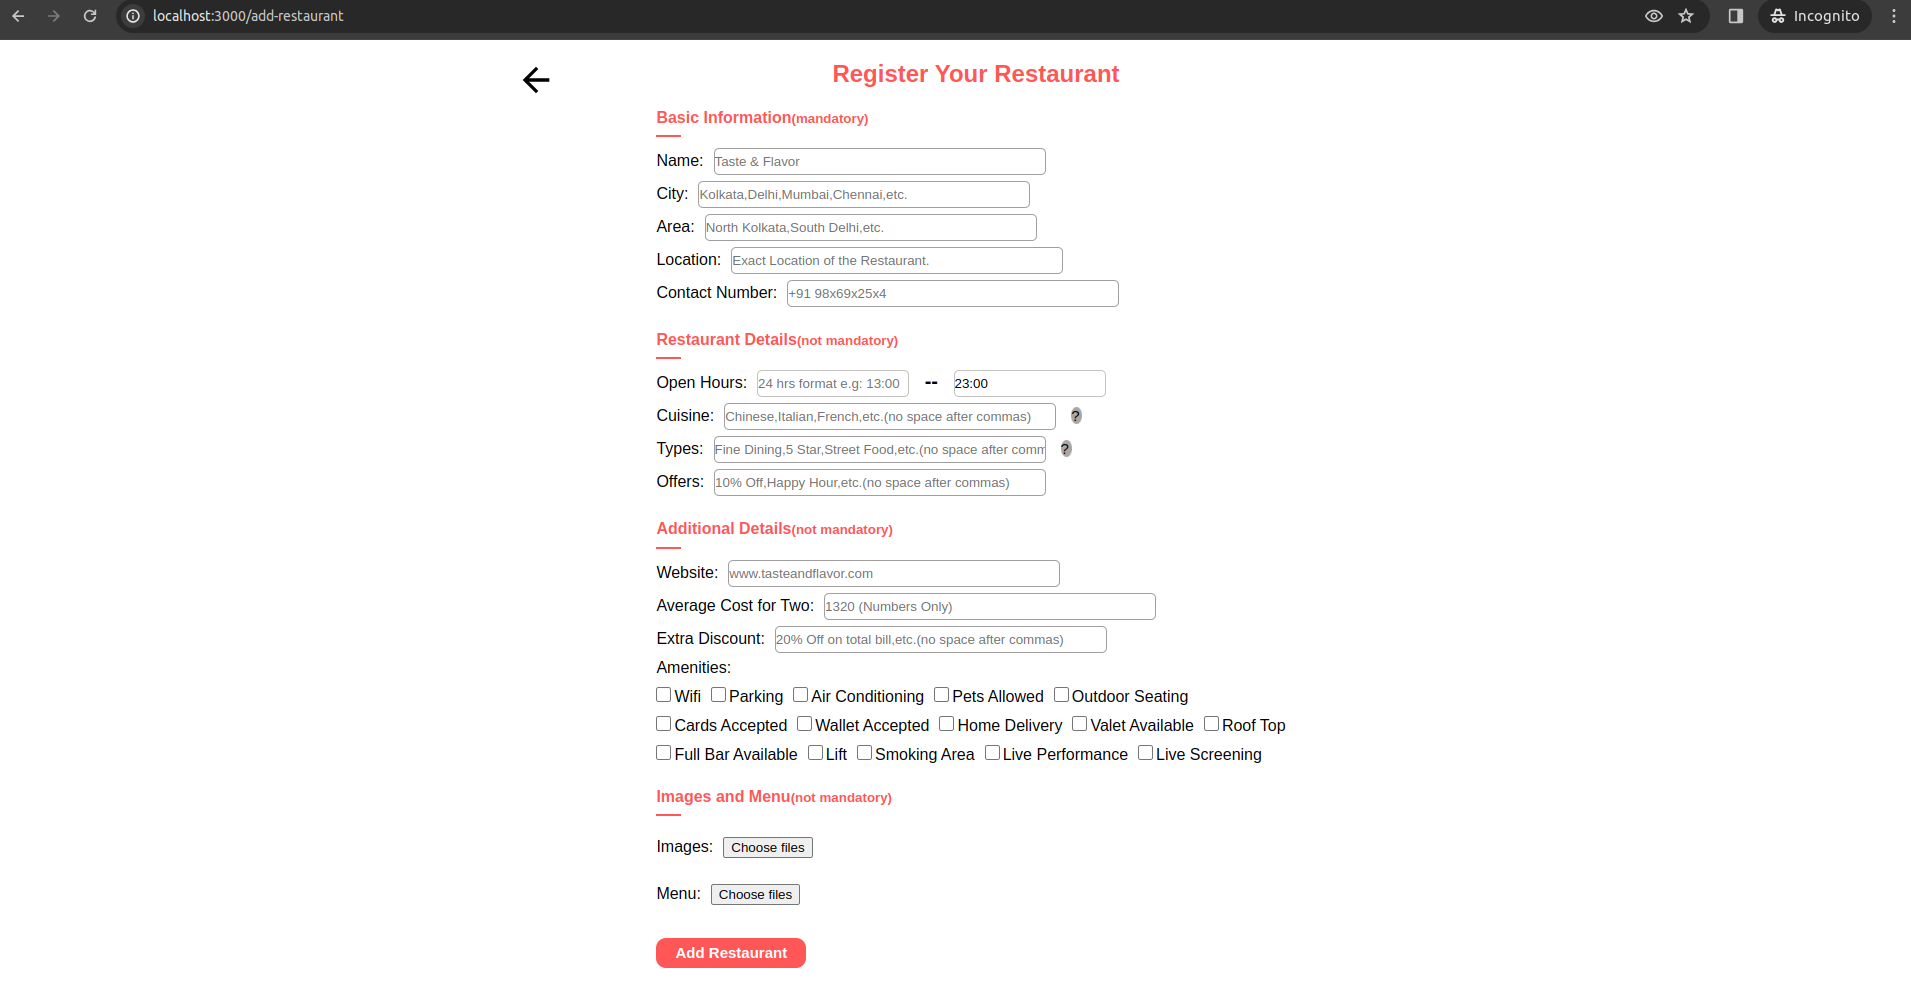 localhost:3000/add-restaurant Incognito
Register Your Restaurant
Basic Information(mandatory)
Name: Taste & Flavor
City: Kolkata,Delhi,Mumbai,Chennai,etc.
Area: North Kolkata,South Delhi,etc.
Location: Exact Location of the Restaurant.
Contact Number: +91 98x69x25x4
Restaurant Details(not mandatory)
Open Hours: 24 hrs format e.g: 13:00 -- 23:00
Cuisine: Chinese,Italian,French,etc.(no space after commas) ?
Types: Fine Dining,5 Star,Street Food,etc.(no space after comm ?
Offers: 10% Off,Happy Hour,etc.(no space after commas)
Additional Details(not mandatory)
Website: www.tasteandflavor.com
Average Cost for Two: 1320 (Numbers Only)
Extra Discount: 20% Off on total bill,etc.(no space after commas)
Amenities:
Wifi Parking Air Conditioning Pets Allowed Outdoor Seating
Cards Accepted Wallet Accepted Home Delivery Valet Available Roof Top
Full Bar Available Lift Smoking Area Live Performance Live Screening
Images and Menu(not mandatory)
Images: Choose files
Menu: Choose files
Add Restaurant